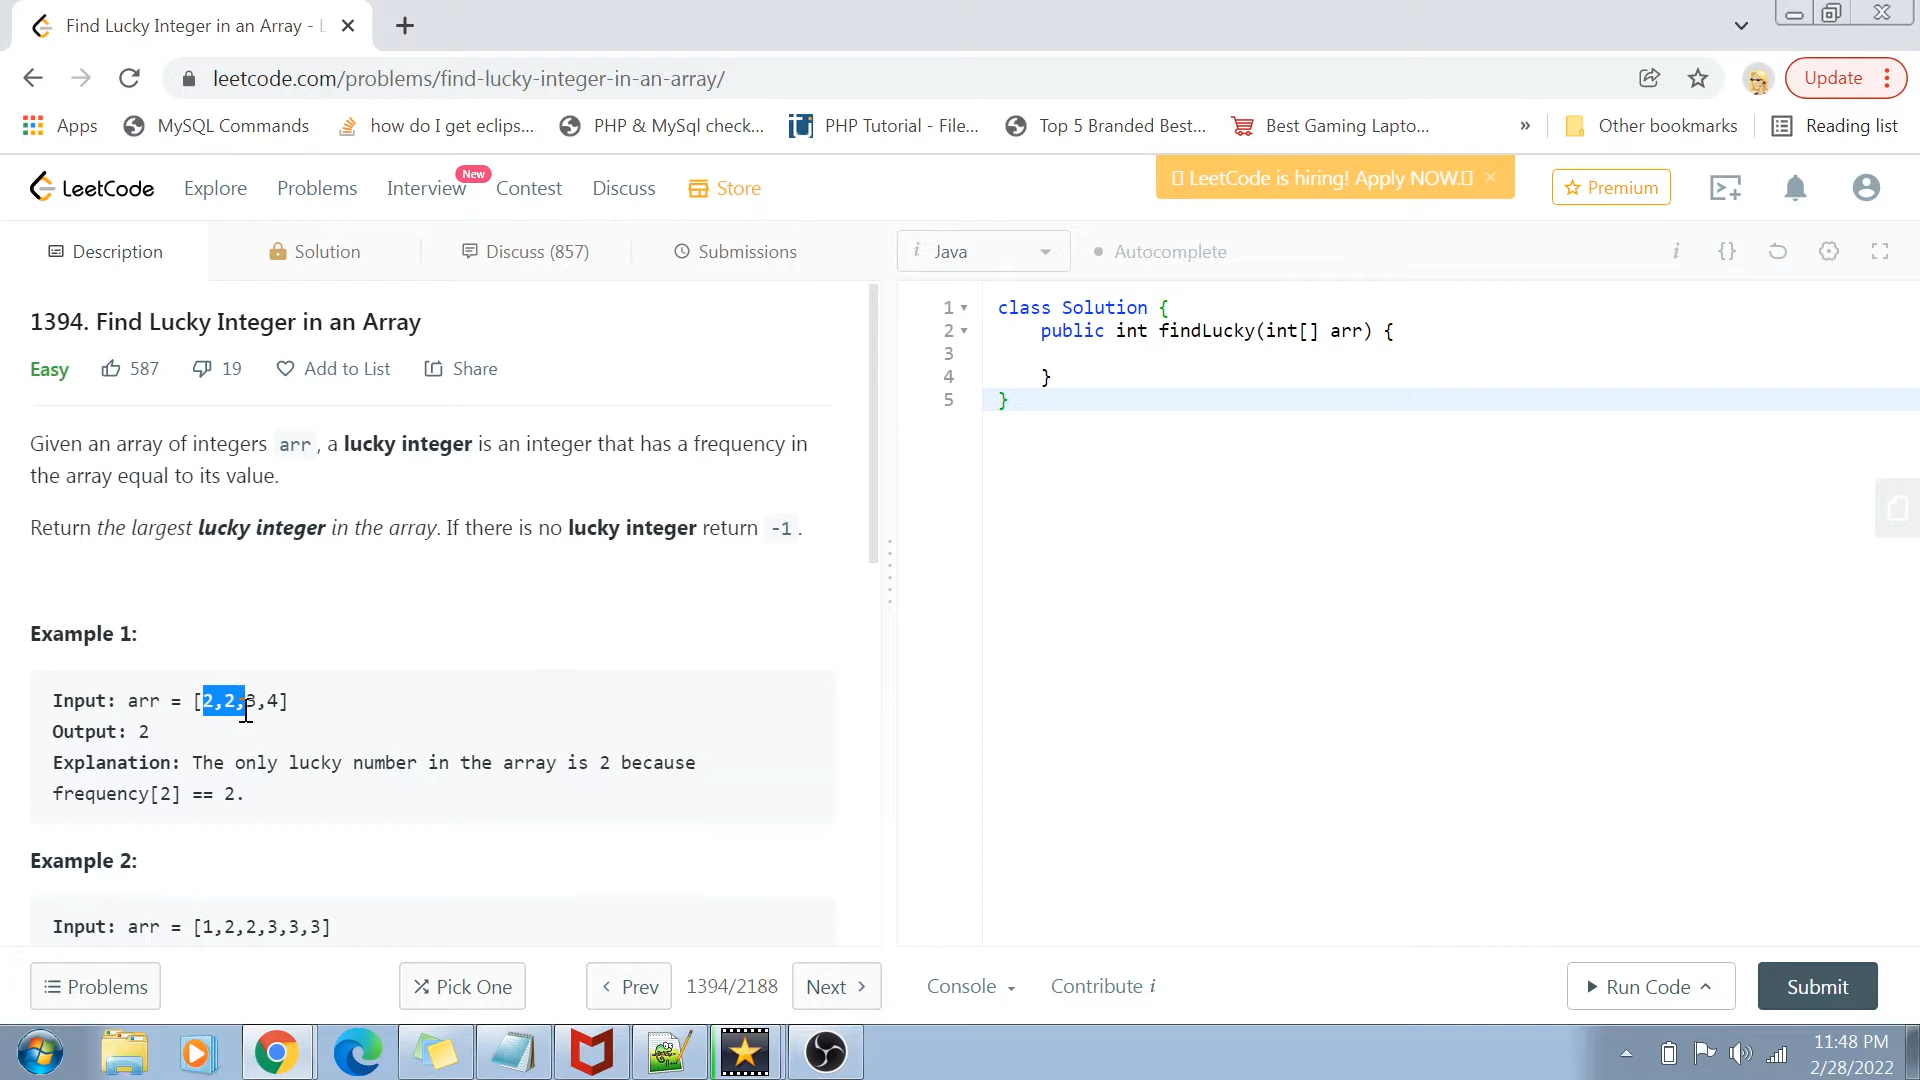 Find Lucky Integer in an Array - L
leetcode.com/problems/find-lucky-integer-in-an-array/
Update
Apps
MySQL Commands
how do I get eclips...
PHP & MySql check...
PHP Tutorial - File...
Top 5 Branded Best...
Best Gaming Lapto...
»
Other bookmarks
Reading list
LeetCode
Explore
Problems
Interview
New
Contest
Discuss
Store
LeetCode is hiring! Apply NOW.
Premium
Description
Solution
Discuss (857)
Submissions
i Java
Autocomplete
i {}
1394. Find Lucky Integer in an Array
Easy
587
19
Add to List
Share
Given an array of integers arr, a lucky integer is an integer that has a frequency in
the array equal to its value.
Return the largest lucky integer in the array. If there is no lucky integer return -1.
Example 1:
Input: arr = [2,2,3,4]
Output: 2
Explanation: The only lucky number in the array is 2 because
frequency[2] == 2.
Example 2:
Input: arr = [1,2,2,3,3,3]
1 class Solution {
2 public int findLucky(int[] arr) {
3
4 }
5 }
Problems
Pick One
Prev
1394/2188
Next
Console
Contribute i
Run Code
Submit
11:48 PM
2/28/2022